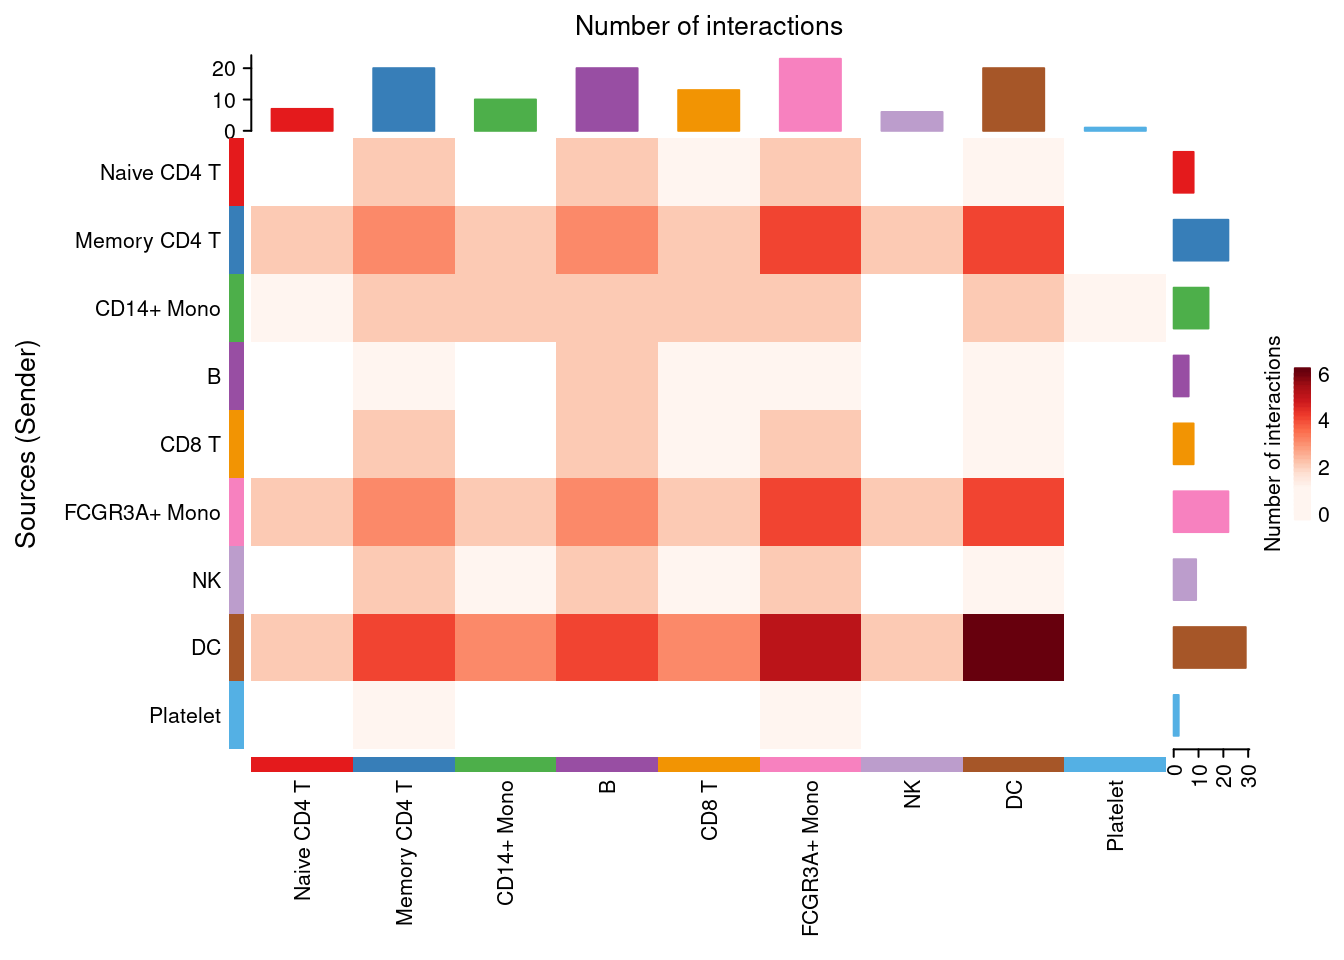 Number of interactions
20
10
0
Naive CD4 T
Memory CD4 T
CD14+ Mono
B
CD8 T
FCGR3A+ Mono
NK
DC
Platelet
Sources (Sender)
Naive CD4 T
Memory CD4 T
CD14+ Mono
B
CD8 T
FCGR3A+ Mono
NK
DC
Platelet
0
10
20
30
Number of interactions
6
4
2
0